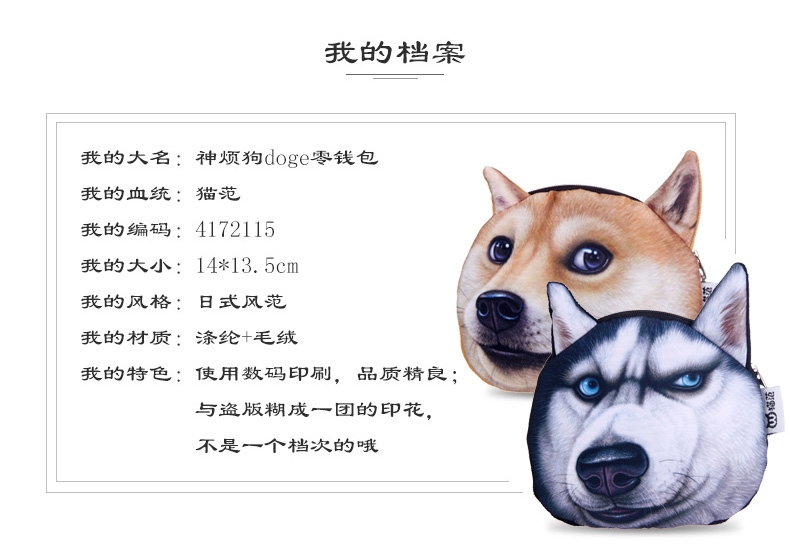 我的档案
我的大名：神烦狗doge零钱包
我的血统：猫范
我的编码：4172115
我的大小：14*13.5cm
我的风格：日式风范
我的材质：涤纶+毛绒
我的特色：使用数码印刷，品质精良；
与盗版糊成一团的印花，
不是一个档次的哦
猫范
猫范